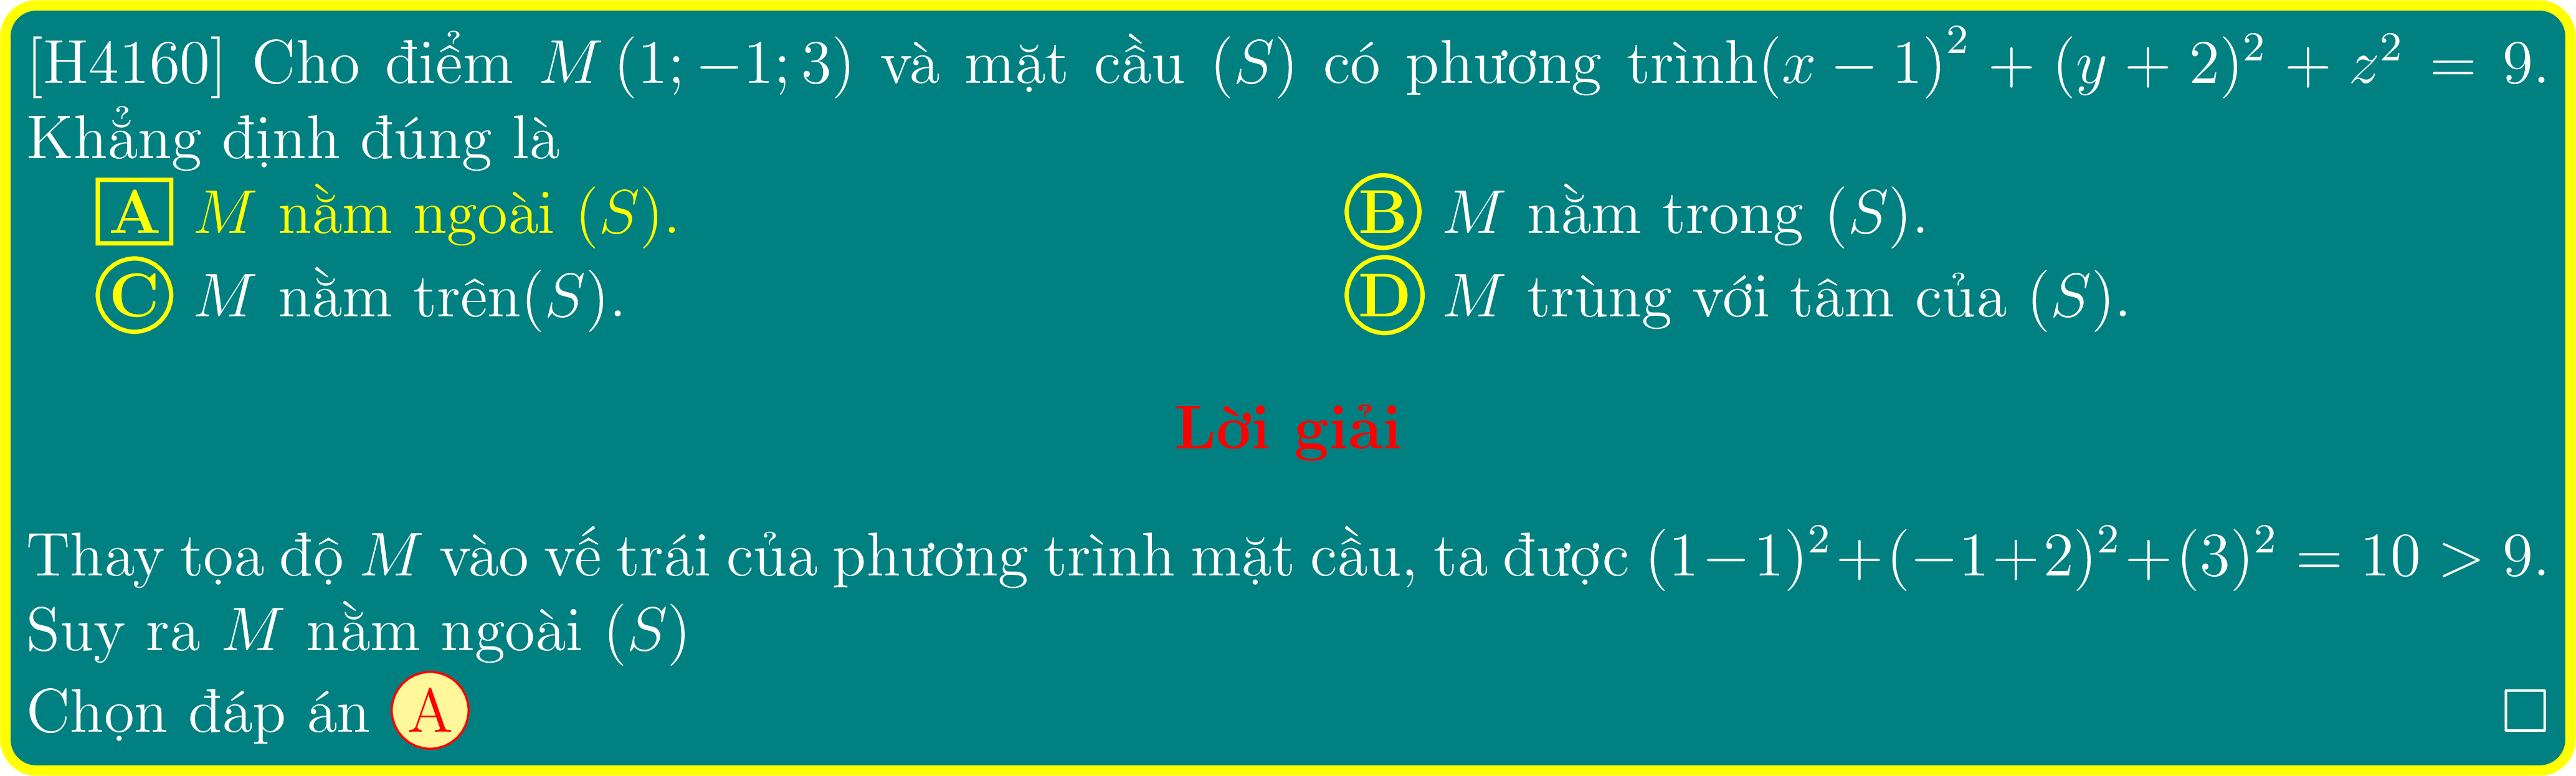 [H4160] Cho điểm M (1; −1; 3) và mặt cầu (S) có phương trình(x − 1)² + (y + 2)² + z² = 9.
Khẳng định đúng là
A M nằm ngoài (S).
B M nằm trong (S).
C M nằm trên(S).
D M trùng với tâm của (S).
Lời giải
Thay tọa độ M vào vế trái của phương trình mặt cầu, ta được (1−1)²+(−1+2)²+(3)² = 10 > 9.
Suy ra M nằm ngoài (S)
Chọn đáp án A □